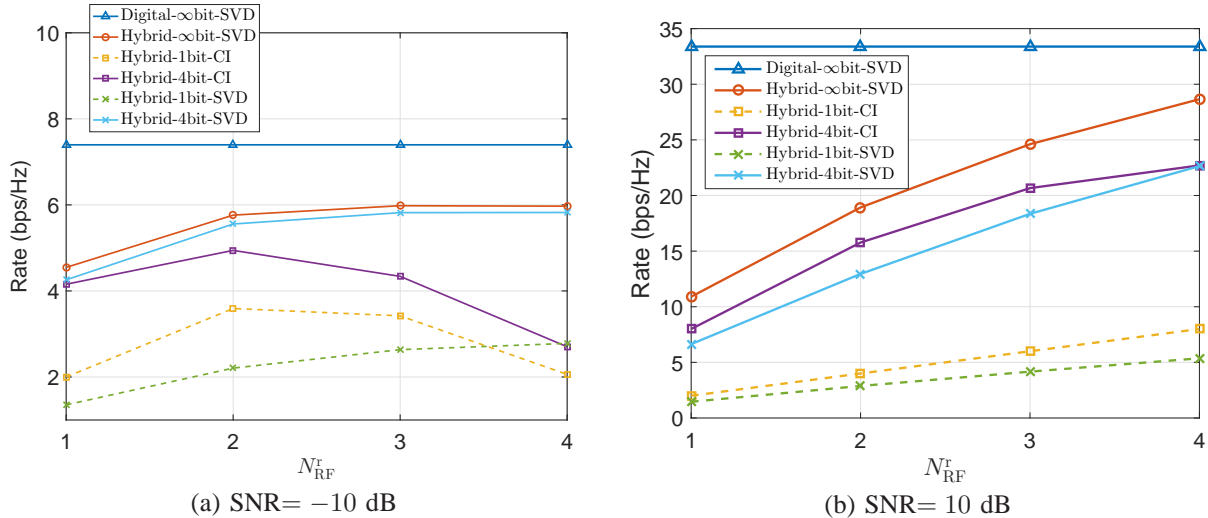 10
8
6
4
2
Rate (bps/Hz)
Digital-∞bit-SVD
Hybrid-∞bit-SVD
Hybrid-1bit-CI
Hybrid-4bit-CI
Hybrid-1bit-SVD
Hybrid-4bit-SVD
1 2 3 4
N^r_RF
(a) SNR= −10 dB
35
30
25
20
15
10
5
0
Rate (bps/Hz)
Digital-∞bit-SVD
Hybrid-∞bit-SVD
Hybrid-1bit-CI
Hybrid-4bit-CI
Hybrid-1bit-SVD
Hybrid-4bit-SVD
1 2 3 4
N^r_RF
(b) SNR= 10 dB